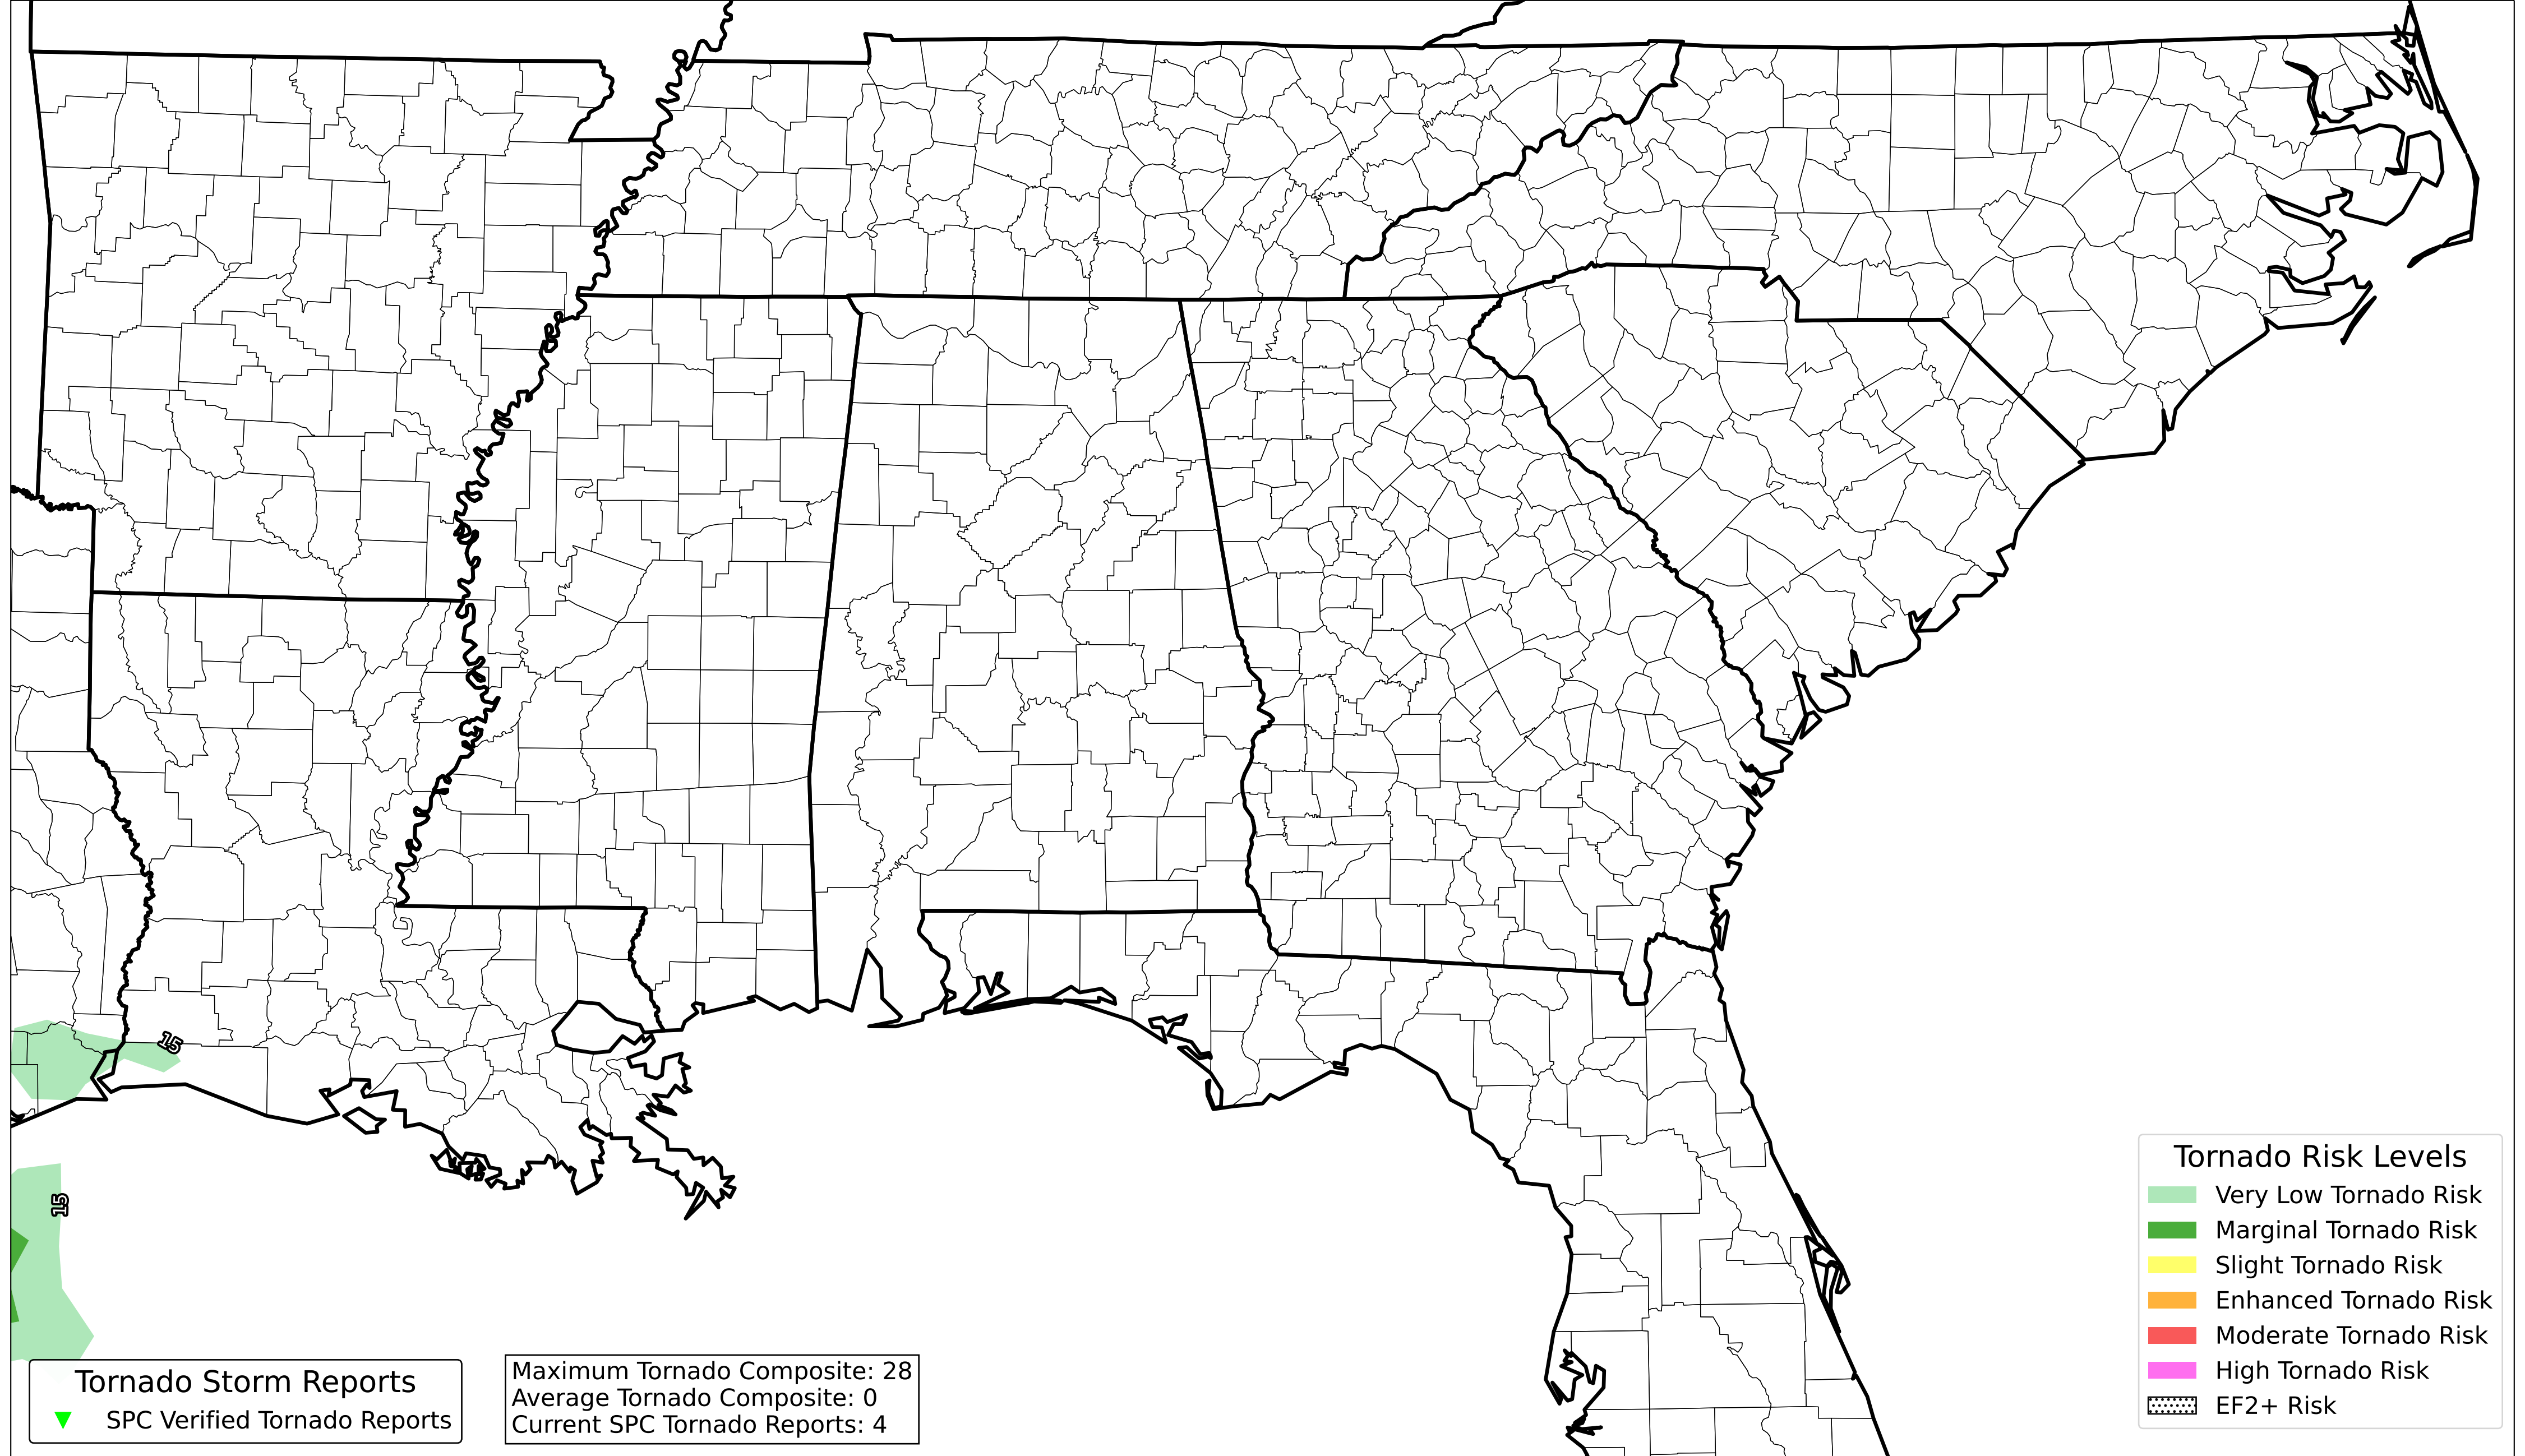 15
15
Tornado Storm Reports
SPC Verified Tornado Reports
Maximum Tornado Composite: 28
Average Tornado Composite: 0
Current SPC Tornado Reports: 4
Tornado Risk Levels
Very Low Tornado Risk
Marginal Tornado Risk
Slight Tornado Risk
Enhanced Tornado Risk
Moderate Tornado Risk
High Tornado Risk
EF2+ Risk